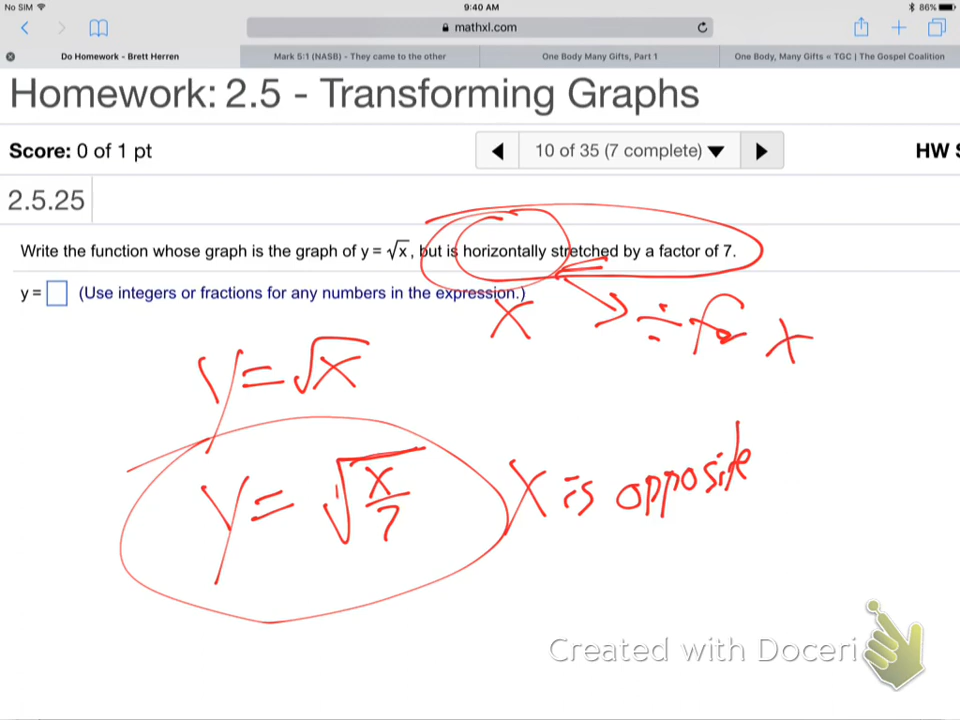 No SIM 9:40 AM 86%
mathxl.com
Do Homework - Brett Herren Mark 5:1 (NASB) - They came to the other One Body Many Gifts, Part 1 One Body, Many Gifts « TGC | The Gospel Coalition
Homework: 2.5 - Transforming Graphs
Score: 0 of 1 pt 10 of 35 (7 complete) HW S
2.5.25
Write the function whose graph is the graph of y = √x, but is horizontally stretched by a factor of 7.
y = (Use integers or fractions for any numbers in the expression.)
x → ÷ for x
y = √x
y = √(x/7) x is opposite
Created with Doceri